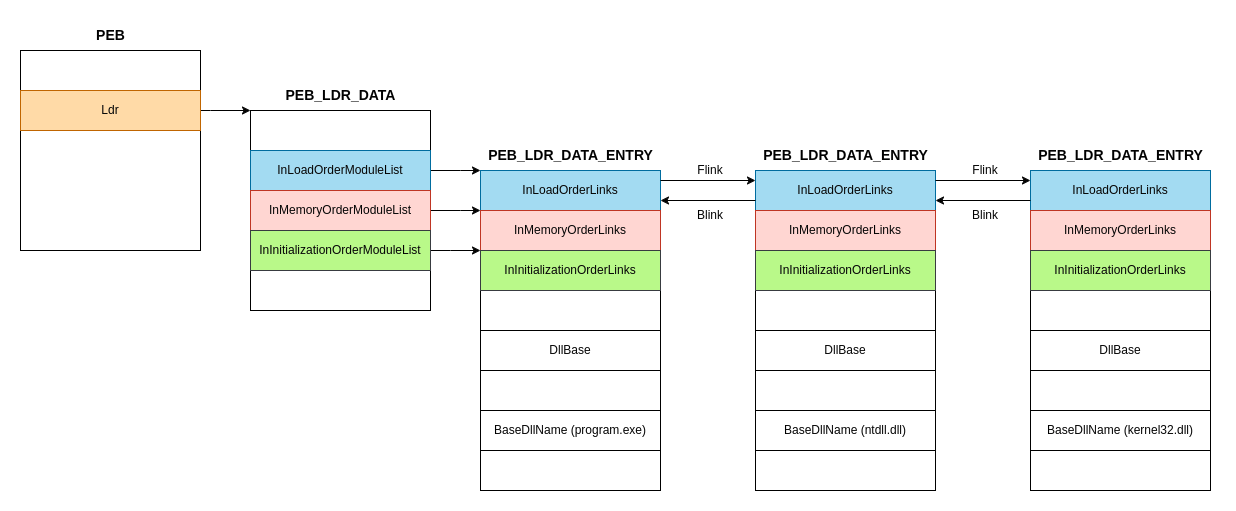 PEB
Ldr
PEB_LDR_DATA
InLoadOrderModuleList
InMemoryOrderModuleList
InInitializationOrderModuleList
PEB_LDR_DATA_ENTRY
InLoadOrderLinks
InMemoryOrderLinks
InInitializationOrderLinks
DllBase
BaseDllName (program.exe)
Flink
Blink
PEB_LDR_DATA_ENTRY
InLoadOrderLinks
InMemoryOrderLinks
InInitializationOrderLinks
DllBase
BaseDllName (ntdll.dll)
Flink
Blink
PEB_LDR_DATA_ENTRY
InLoadOrderLinks
InMemoryOrderLinks
InInitializationOrderLinks
DllBase
BaseDllName (kernel32.dll)